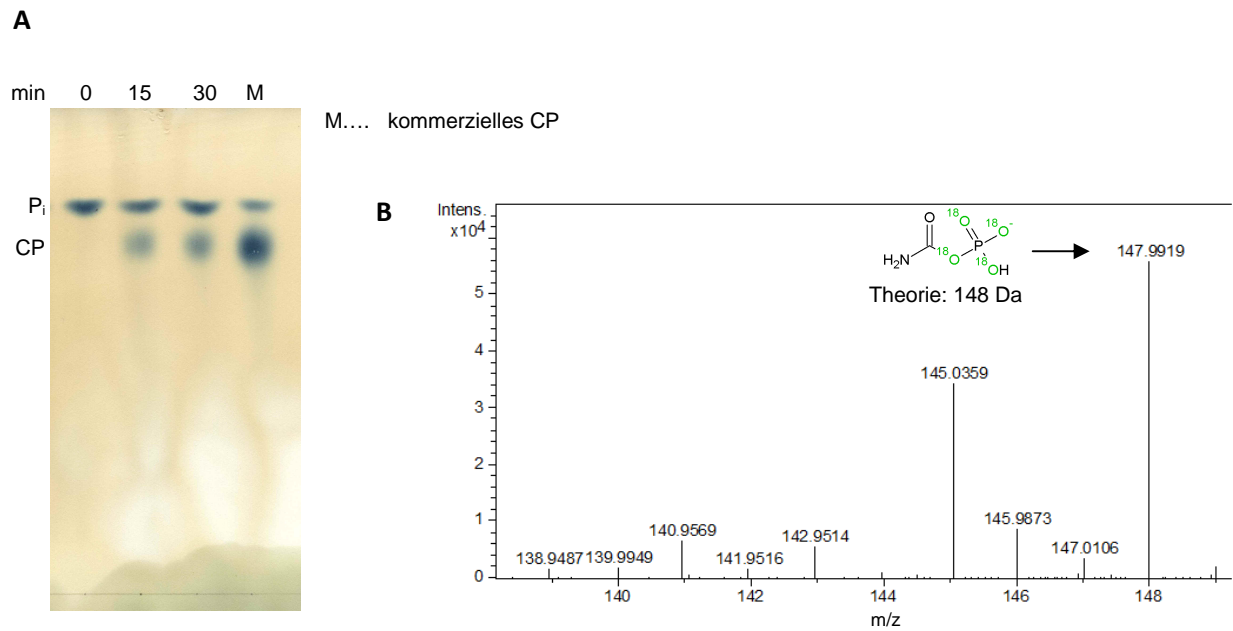 A
min 0 15 30 M
M.... kommerzielles CP
Pi
CP
B
Intens.
x10⁴
5
4
3
2
1
0
O
18O
18O-
H2N
18O
P
18OH
Theorie: 148 Da
147.9919
145.0359
145.9873
147.0106
140.9569
142.9514
138.9487 139.9949 141.9516
140 142 144 146 148
m/z